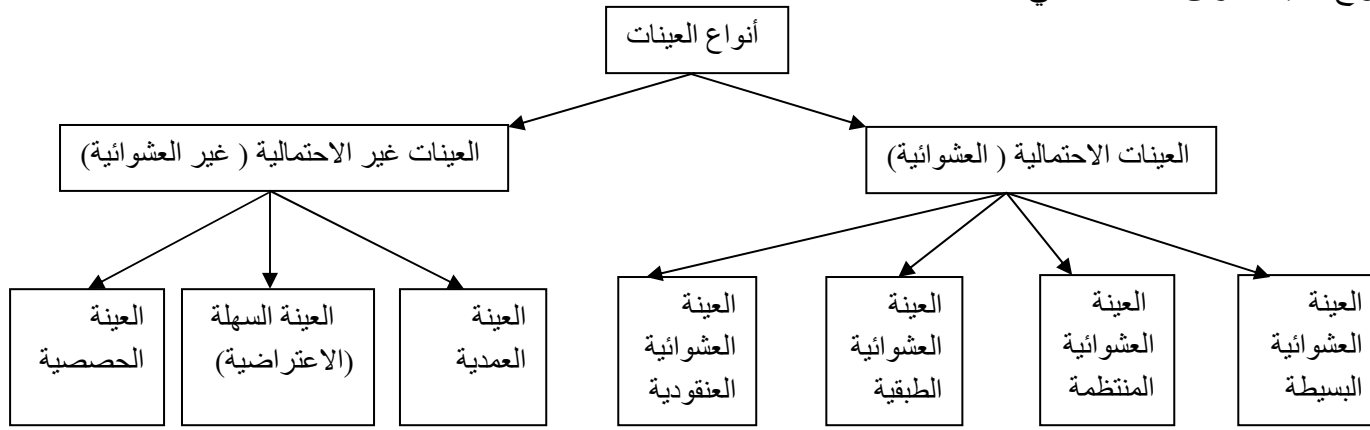 أنواع العينات
العينات الاحتمالية ( العشوائية)
العينات غير الاحتمالية ( غير العشوائية)
العينة
العشوائية
البسيطة
العينة
العشوائية
المنتظمة
العينة
العشوائية
الطبقية
العينة
العشوائية
العنقودية
العينة
العمدية
العينة السهلة
(الاعتراضية)
العينة
الحصصية